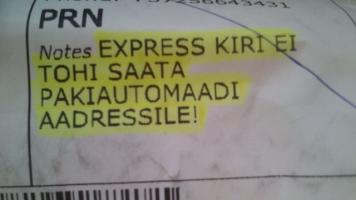 PRN
Notes EXPRESS KIRI EI
TOHI SAATA
PAKIAUTOMAADI
AADRESSILE!